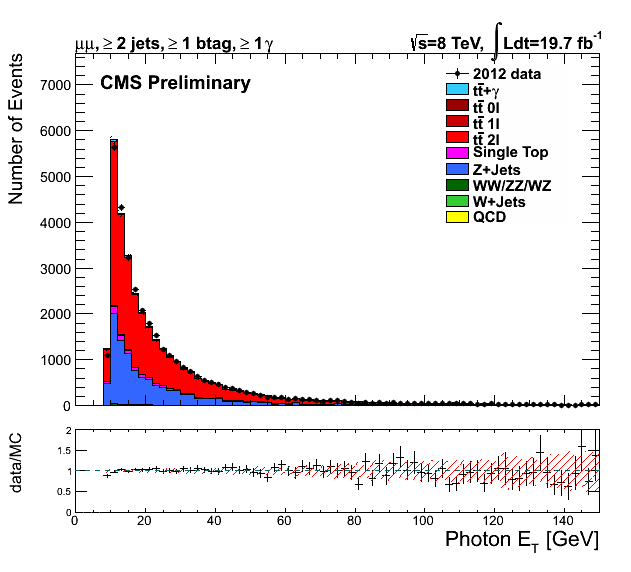 μμ, ≥ 2 jets, ≥ 1 btag, ≥ 1γ
√s=8 TeV, ∫Ldt=19.7 fb⁻¹
CMS Preliminary
2012 data
tt̄+γ
tt̄ 0l
tt̄ 1l
tt̄ 2l
Single Top
Z+Jets
WW/ZZ/WZ
W+Jets
QCD
Number of Events
7000
6000
5000
4000
3000
2000
1000
0
data/MC
2
1.5
1
0.5
0
0 20 40 60 80 100 120 140
Photon E_T [GeV]